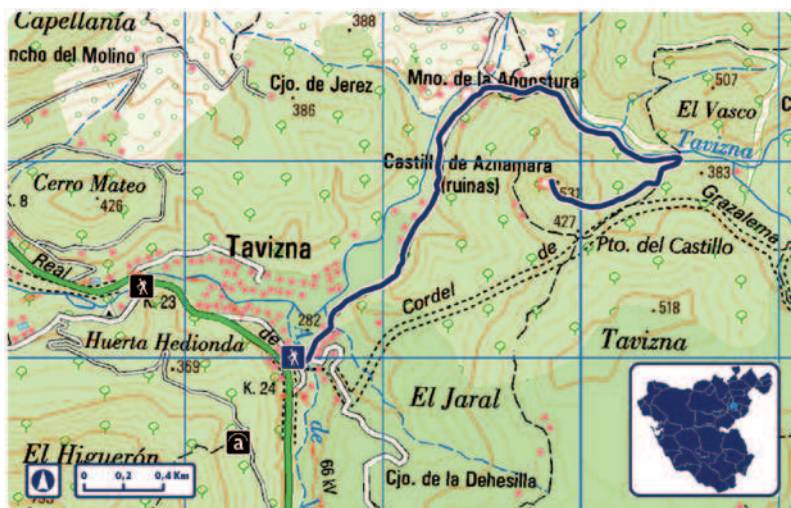 Capellanía
ncho del Molino
388
Cjo. de Jerez
386
Mno. de la Angostura
A.º
507
El Vasco
Tavizna
Castillo de Aznamara
(ruinas)
531
383
427
Grazalema
Cerro Mateo
426
K. 8
Tavizna
Real
K. 23
de
Pto. del Castillo
Cordel
de
282
518
Huerta Hedionda
369
Tavizna
K. 24
El Jaral
a
de
El Higuerón
66 kV
Cjo. de la Dehesilla
0 0,2 0,4 Km